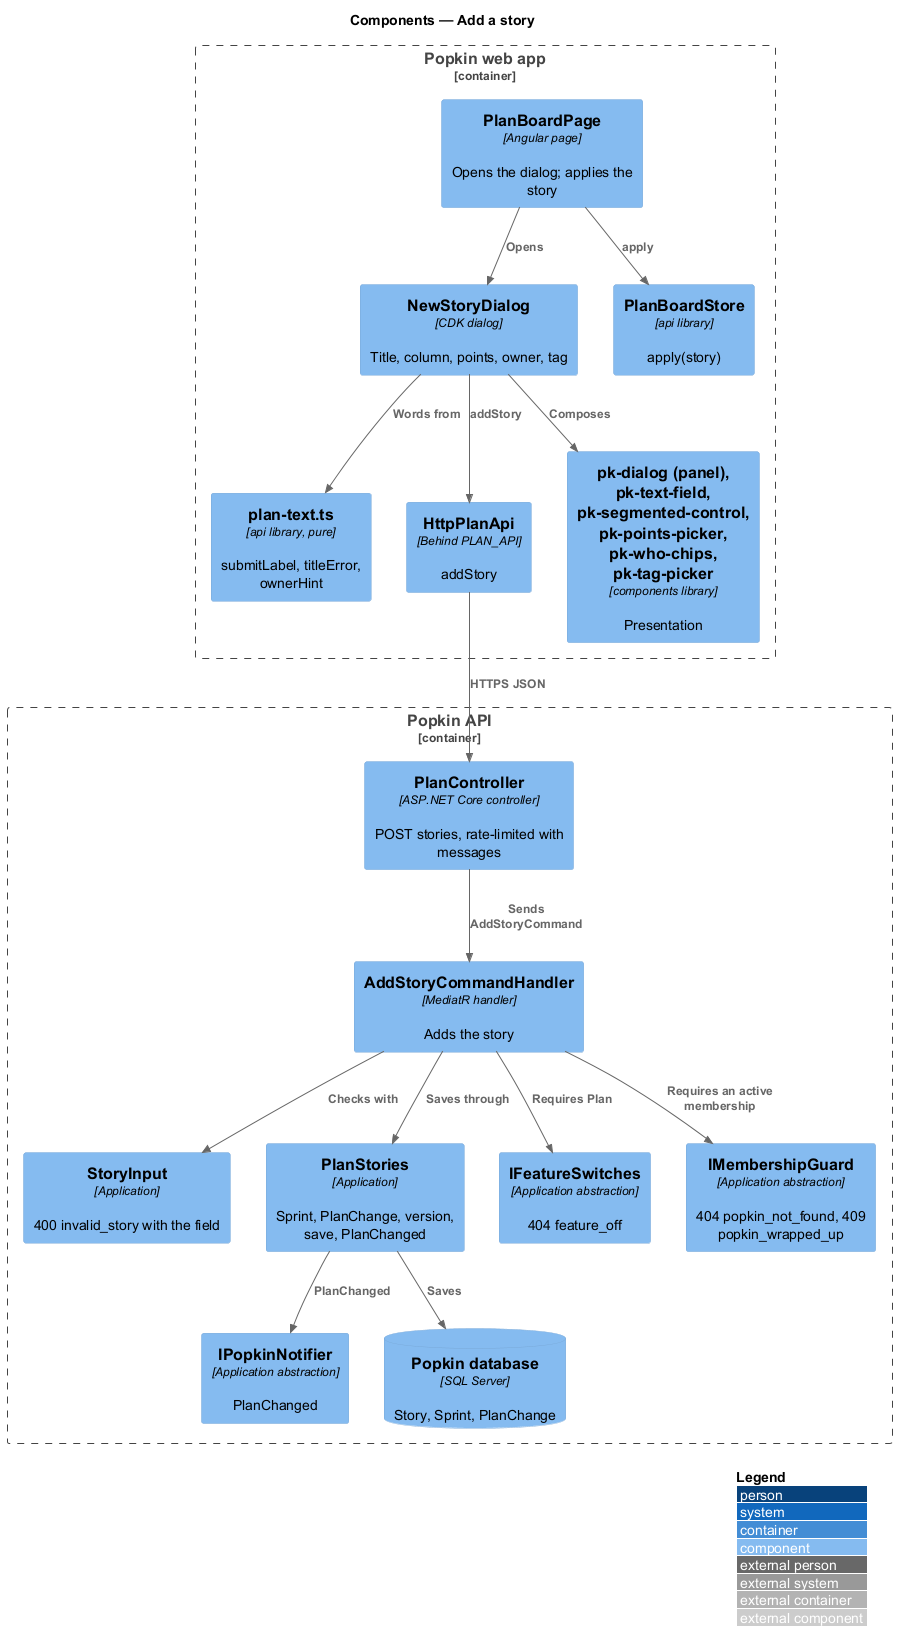 Components — Add a story
Popkin web app
[container]
PlanBoardPage
[Angular page]
Opens the dialog; applies the
story
Opens
apply
NewStoryDialog
[CDK dialog]
Title, column, points, owner, tag
PlanBoardStore
[api library]
apply(story)
Words from
addStory
Composes
plan-text.ts
[api library, pure]
submitLabel, titleError,
ownerHint
HttpPlanApi
[Behind PLAN_API]
addStory
pk-dialog (panel),
pk-text-field,
pk-segmented-control,
pk-points-picker,
pk-who-chips,
pk-tag-picker
[components library]
Presentation
HTTPS JSON
Popkin API
[container]
PlanController
[ASP.NET Core controller]
POST stories, rate-limited with
messages
Sends
AddStoryCommand
AddStoryCommandHandler
[MediatR handler]
Adds the story
Checks with
Saves through
Requires Plan
Requires an active
membership
StoryInput
[Application]
400 invalid_story with the field
PlanStories
[Application]
Sprint, PlanChange, version,
save, PlanChanged
IFeatureSwitches
[Application abstraction]
404 feature_off
IMembershipGuard
[Application abstraction]
404 popkin_not_found, 409
popkin_wrapped_up
PlanChanged
Saves
IPopkinNotifier
[Application abstraction]
PlanChanged
Popkin database
[SQL Server]
Story, Sprint, PlanChange
Legend
person
system
container
component
external person
external system
external container
external component